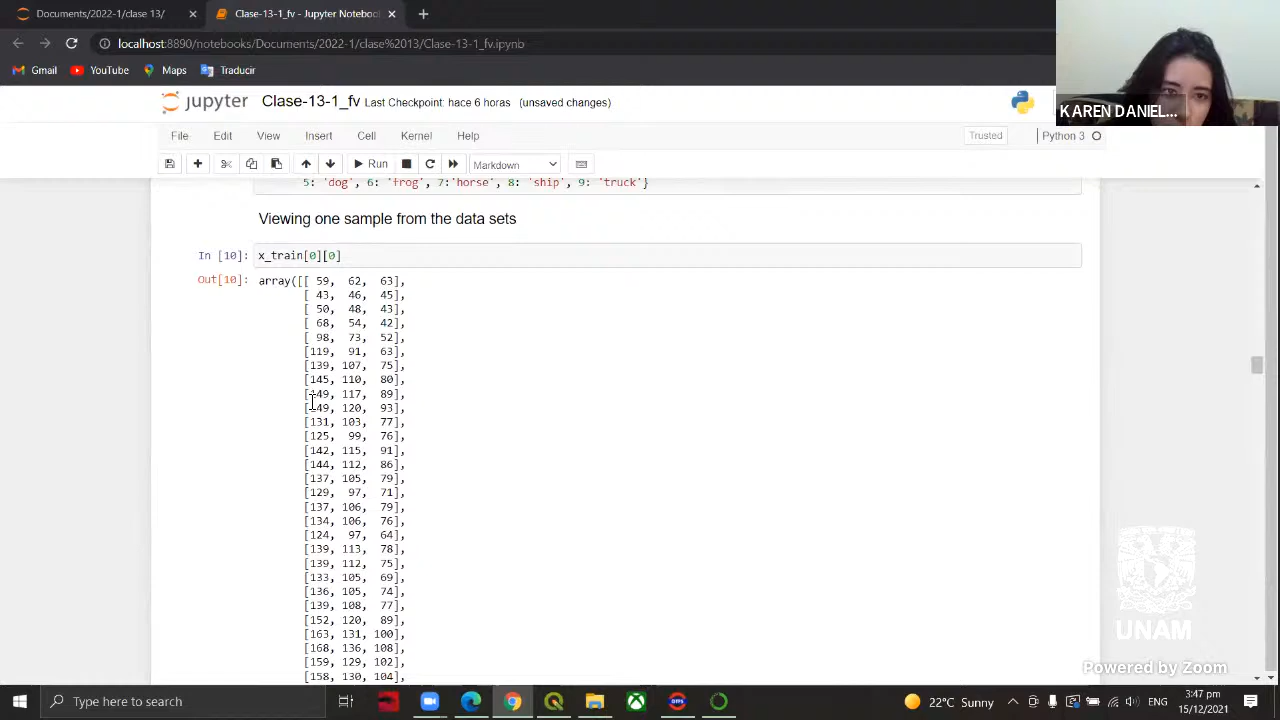 Documents/2022-1/clase 13/
Clase-13-1_fv - Jupyter Notebook
localhost:8890/notebooks/Documents/2022-1/clase%2013/Clase-13-1_fv.ipynb
Gmail
YouTube
Maps
Traducir
KAREN DANIEL...
jupyter
Clase-13-1_fv Last Checkpoint: hace 6 horas (unsaved changes)
File Edit View Insert Cell Kernel Help
Trusted
Python 3
Run
Markdown
5: 'dog', 6: 'frog', 7:'horse', 8: 'ship', 9: 'truck'}
Viewing one sample from the data sets
In [10]: x_train[0][0]
Out[10]: array([[ 59, 62, 63],
[ 43, 46, 45],
[ 50, 48, 43],
[ 68, 54, 42],
[ 98, 73, 52],
[119, 91, 63],
[139, 107, 75],
[145, 110, 80],
[149, 117, 89],
[149, 120, 93],
[131, 103, 77],
[125, 99, 76],
[142, 115, 91],
[144, 112, 86],
[137, 105, 79],
[129, 97, 71],
[137, 106, 79],
[134, 106, 76],
[124, 97, 64],
[139, 113, 78],
[139, 112, 75],
[133, 105, 69],
[136, 105, 74],
[139, 108, 77],
[152, 120, 89],
[163, 131, 100],
[168, 136, 108],
[159, 129, 102],
[158, 130, 104],
UNAM
Powered by Zoom
Type here to search
22°C Sunny
ENG
3:47 pm
15/12/2021